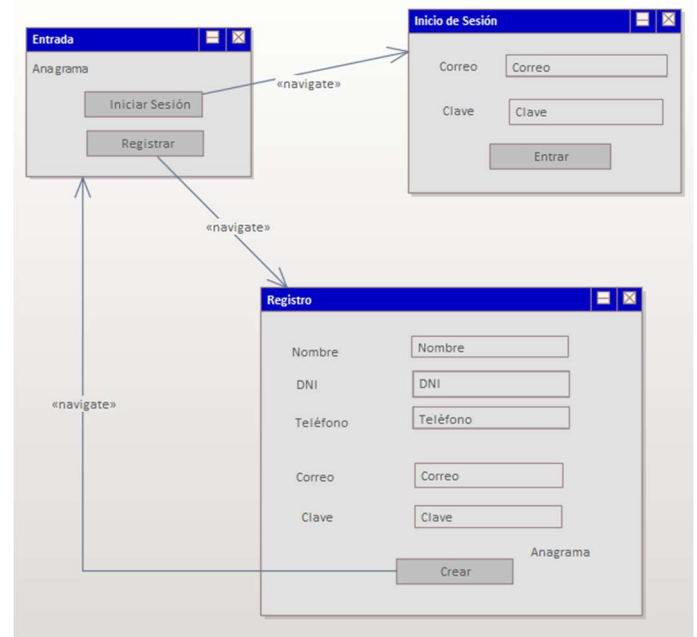 Entrada
Anagrama
Iniciar Sesión
Registrar
«navigate»
Inicio de Sesión
Correo Correo
Clave Clave
Entrar
«navigate»
Registro
Nombre Nombre
DNI DNI
Teléfono Teléfono
Correo Correo
Clave Clave
Anagrama
Crear
«navigate»